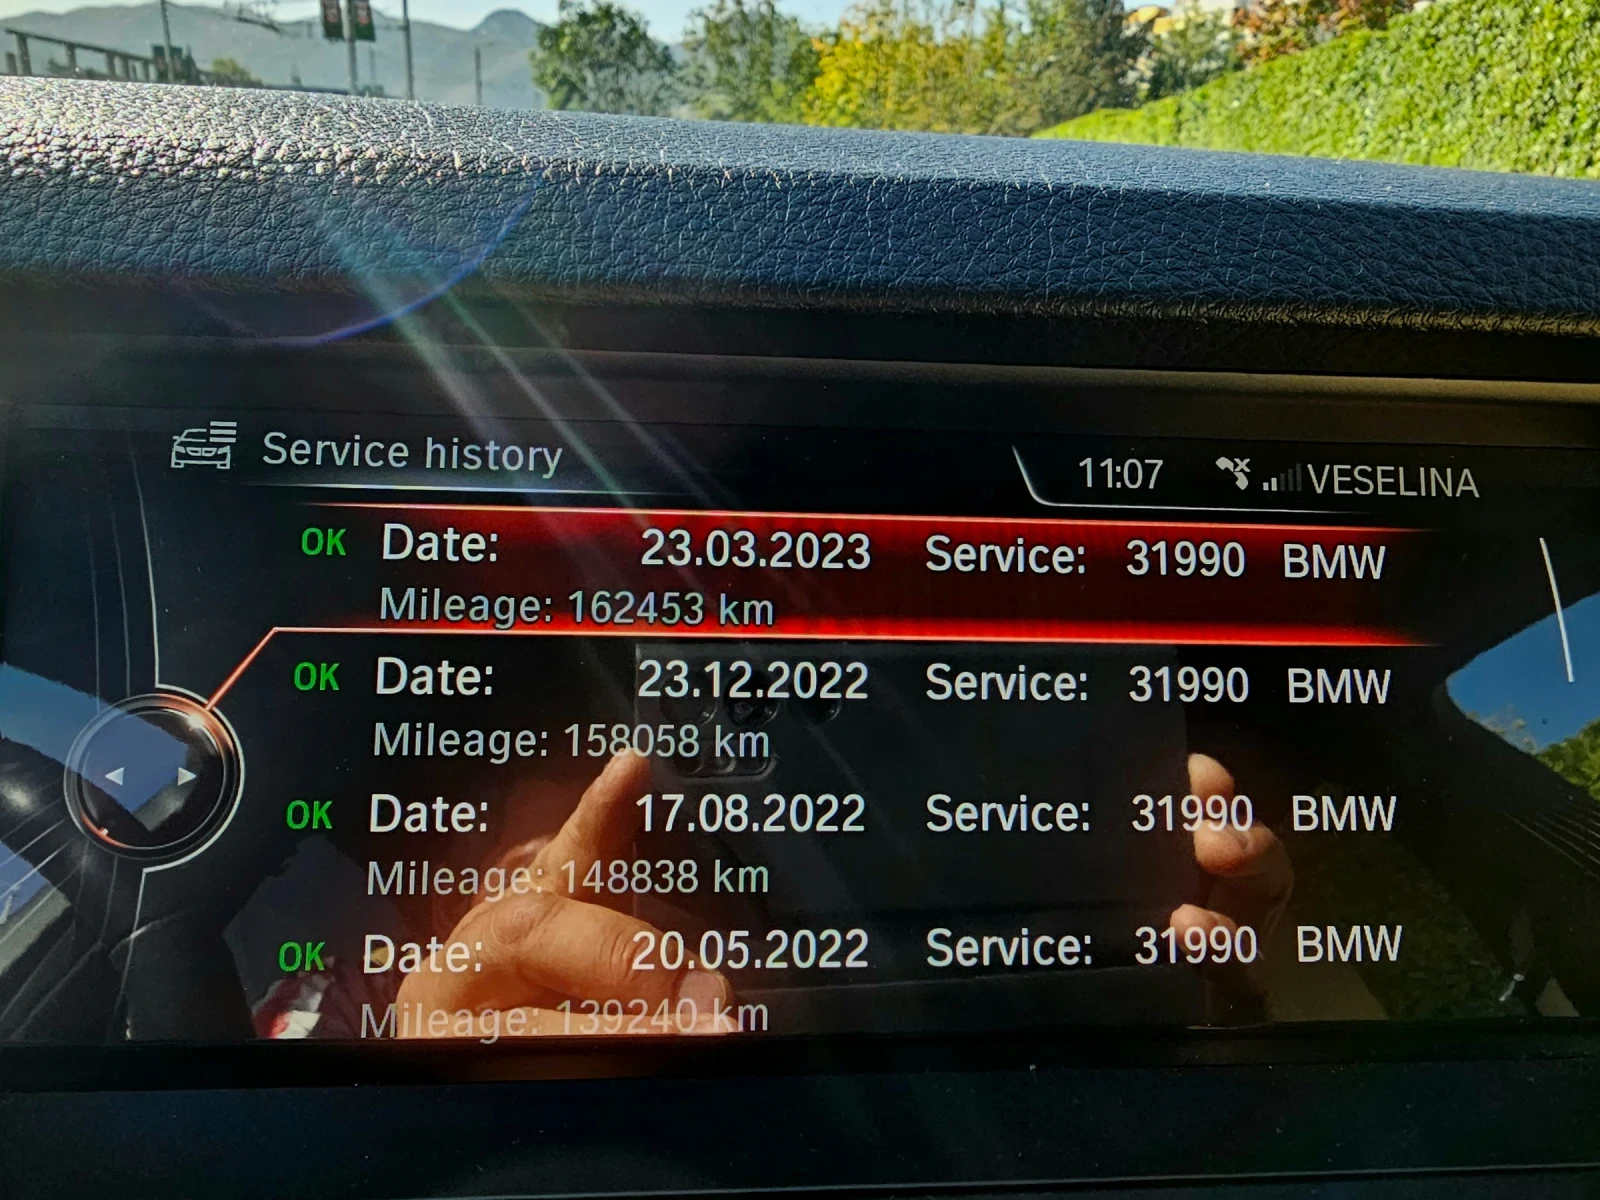 Service history
11:07 VESELINA
OK Date: 23.03.2023 Service: 31990 BMW
Mileage: 162453 km
OK Date: 23.12.2022 Service: 31990 BMW
Mileage: 158058 km
OK Date: 17.08.2022 Service: 31990 BMW
Mileage: 148838 km
OK Date: 20.05.2022 Service: 31990 BMW
Mileage: 139240 km